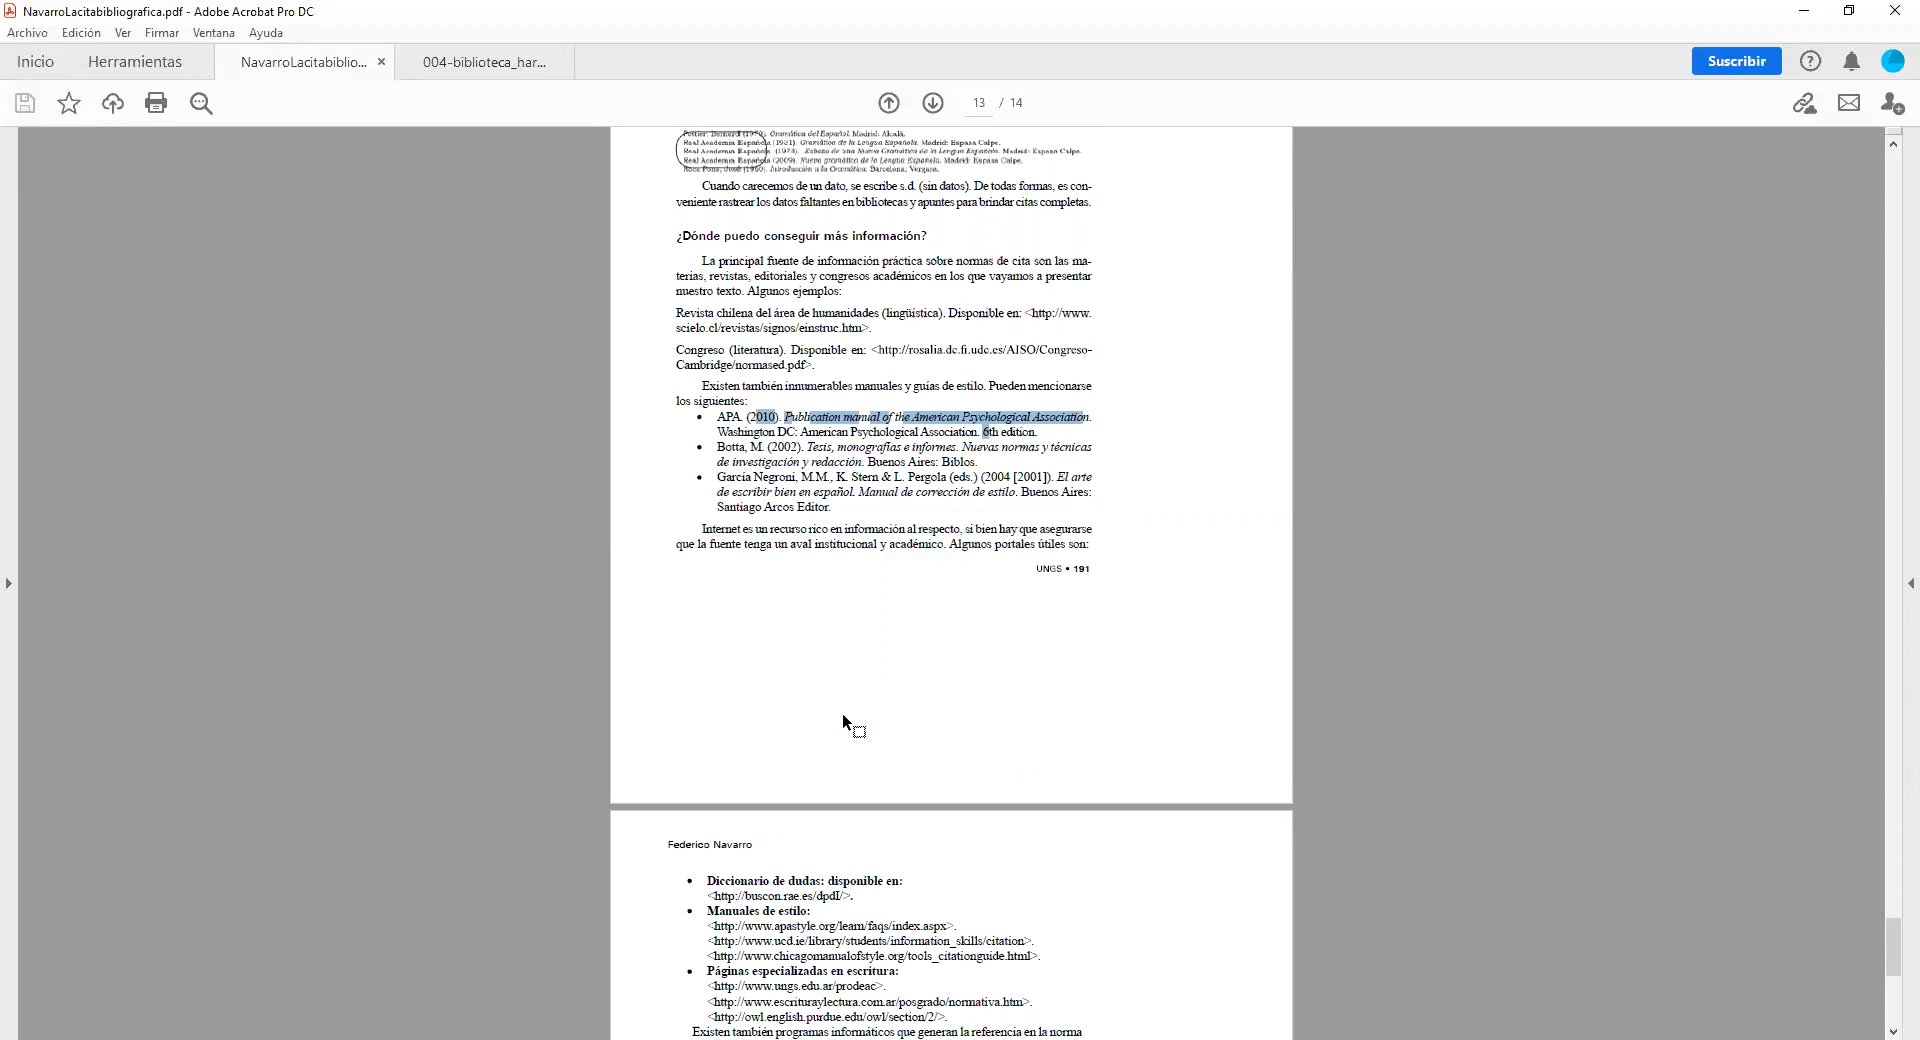 NavarroLacitabibliografica.pdf - Adobe Acrobat Pro DC
Archivo Edición Ver Firmar Ventana Ayuda
Inicio Herramientas NavarroLacitabiblio... × 004-biblioteca_har... Suscribir
13 / 14
Pottier, Bernard (1970). Gramática del Español. Madrid: Alcalá.
Real Academia Española (1931). Gramática de la Lengua Española. Madrid: Espasa Calpe.
Real Academia Española (1973). Esbozo de una Nueva Gramática de la Lengua Española. Madrid: Espasa Calpe.
Real Academia Española (2009). Nueva gramática de la Lengua Española. Madrid: Espasa Calpe.
Roca Pons, José (1960). Introducción a la Gramática. Barcelona: Vergara.
Cuando carecemos de un dato, se escribe s.d. (sin datos). De todas formas, es con-
veniente rastrear los datos faltantes en bibliotecas y apuntes para brindar citas completas.
¿Dónde puedo conseguir más información?
La principal fuente de información práctica sobre normas de cita son las ma-
terias, revistas, editoriales y congresos académicos en los que vayamos a presentar
nuestro texto. Algunos ejemplos:
Revista chilena del área de humanidades (lingüística). Disponible en: <http://www.
scielo.cl/revistas/signos/einstruc.htm>.
Congreso (literatura). Disponible en: <http://rosalia.dc.fi.udc.es/AISO/Congreso-
Cambridge/normased.pdf>.
Existen también innumerables manuales y guías de estilo. Pueden mencionarse
los siguientes:
• APA. (2010). Publication manual of the American Psychological Association.
Washington DC: American Psychological Association. 6th edition.
• Botta, M. (2002). Tesis, monografías e informes. Nuevas normas y técnicas
de investigación y redacción. Buenos Aires: Biblos.
• García Negroni, M.M., K. Stern & L. Pergola (eds.) (2004 [2001]). El arte
de escribir bien en español. Manual de corrección de estilo. Buenos Aires:
Santiago Arcos Editor.
Internet es un recurso rico en información al respecto, si bien hay que asegurarse
que la fuente tenga un aval institucional y académico. Algunos portales útiles son:
UNGS • 191
Federico Navarro
• Diccionario de dudas: disponible en:
<http://buscon.rae.es/dpdI/>.
• Manuales de estilo:
<http://www.apastyle.org/learn/faqs/index.aspx>.
<http://www.ucd.ie/library/students/information_skills/citation>.
<http://www.chicagomanualofstyle.org/tools_citationguide.html>.
• Páginas especializadas en escritura:
<http://www.ungs.edu.ar/prodeac>.
<http://www.escrituraylectura.com.ar/posgrado/normativa.htm>.
<http://owl.english.purdue.edu/owl/section/2/>.
Existen también programas informáticos que generan la referencia en la norma